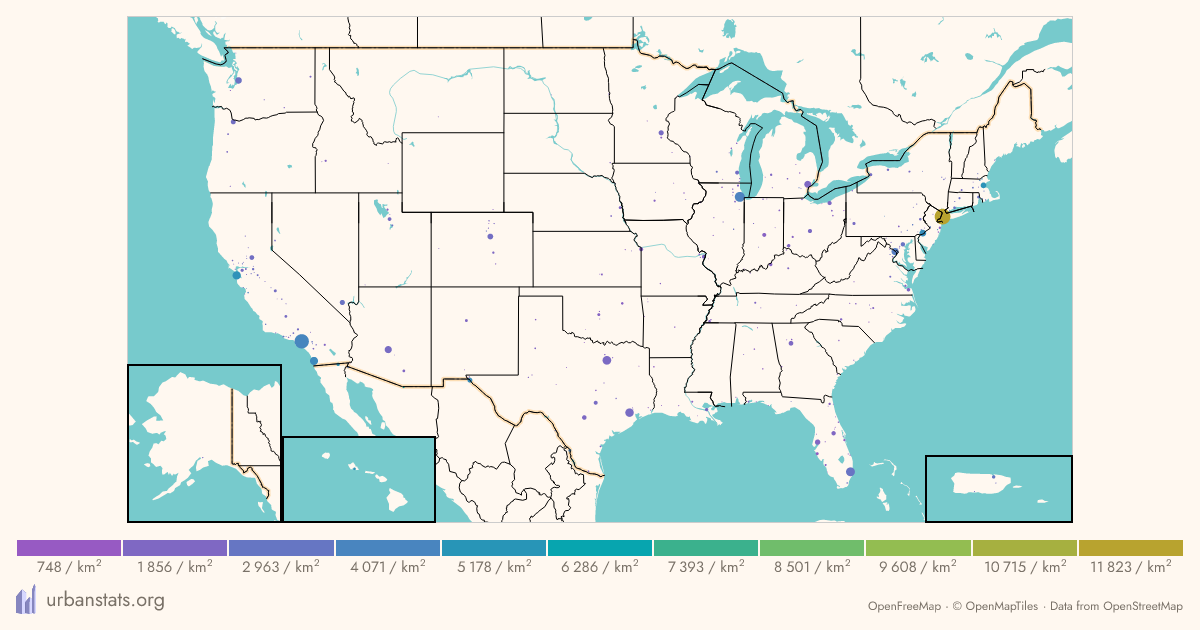 748 / km² 1 856 / km² 2 963 / km² 4 071 / km² 5 178 / km² 6 286 / km² 7 393 / km² 8 501 / km² 9 608 / km² 10 715 / km² 11 823 / km²
urbanstats.org
OpenFreeMap · © OpenMapTiles · Data from OpenStreetMap